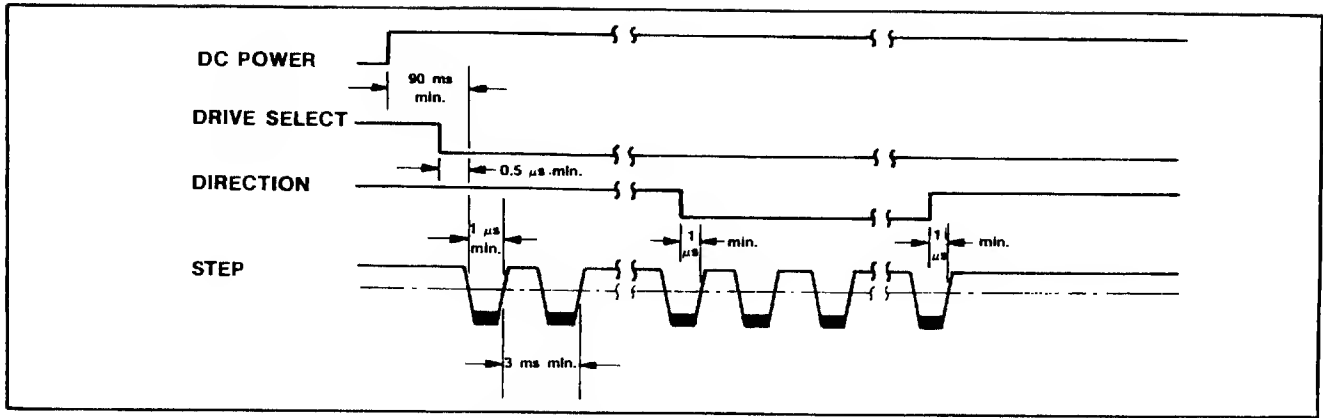 DC POWER
90 ms
min.
DRIVE SELECT
0.5 μs min.
DIRECTION
1 μs
min.
1
μs
min.
1
μs
min.
STEP
3 ms min.